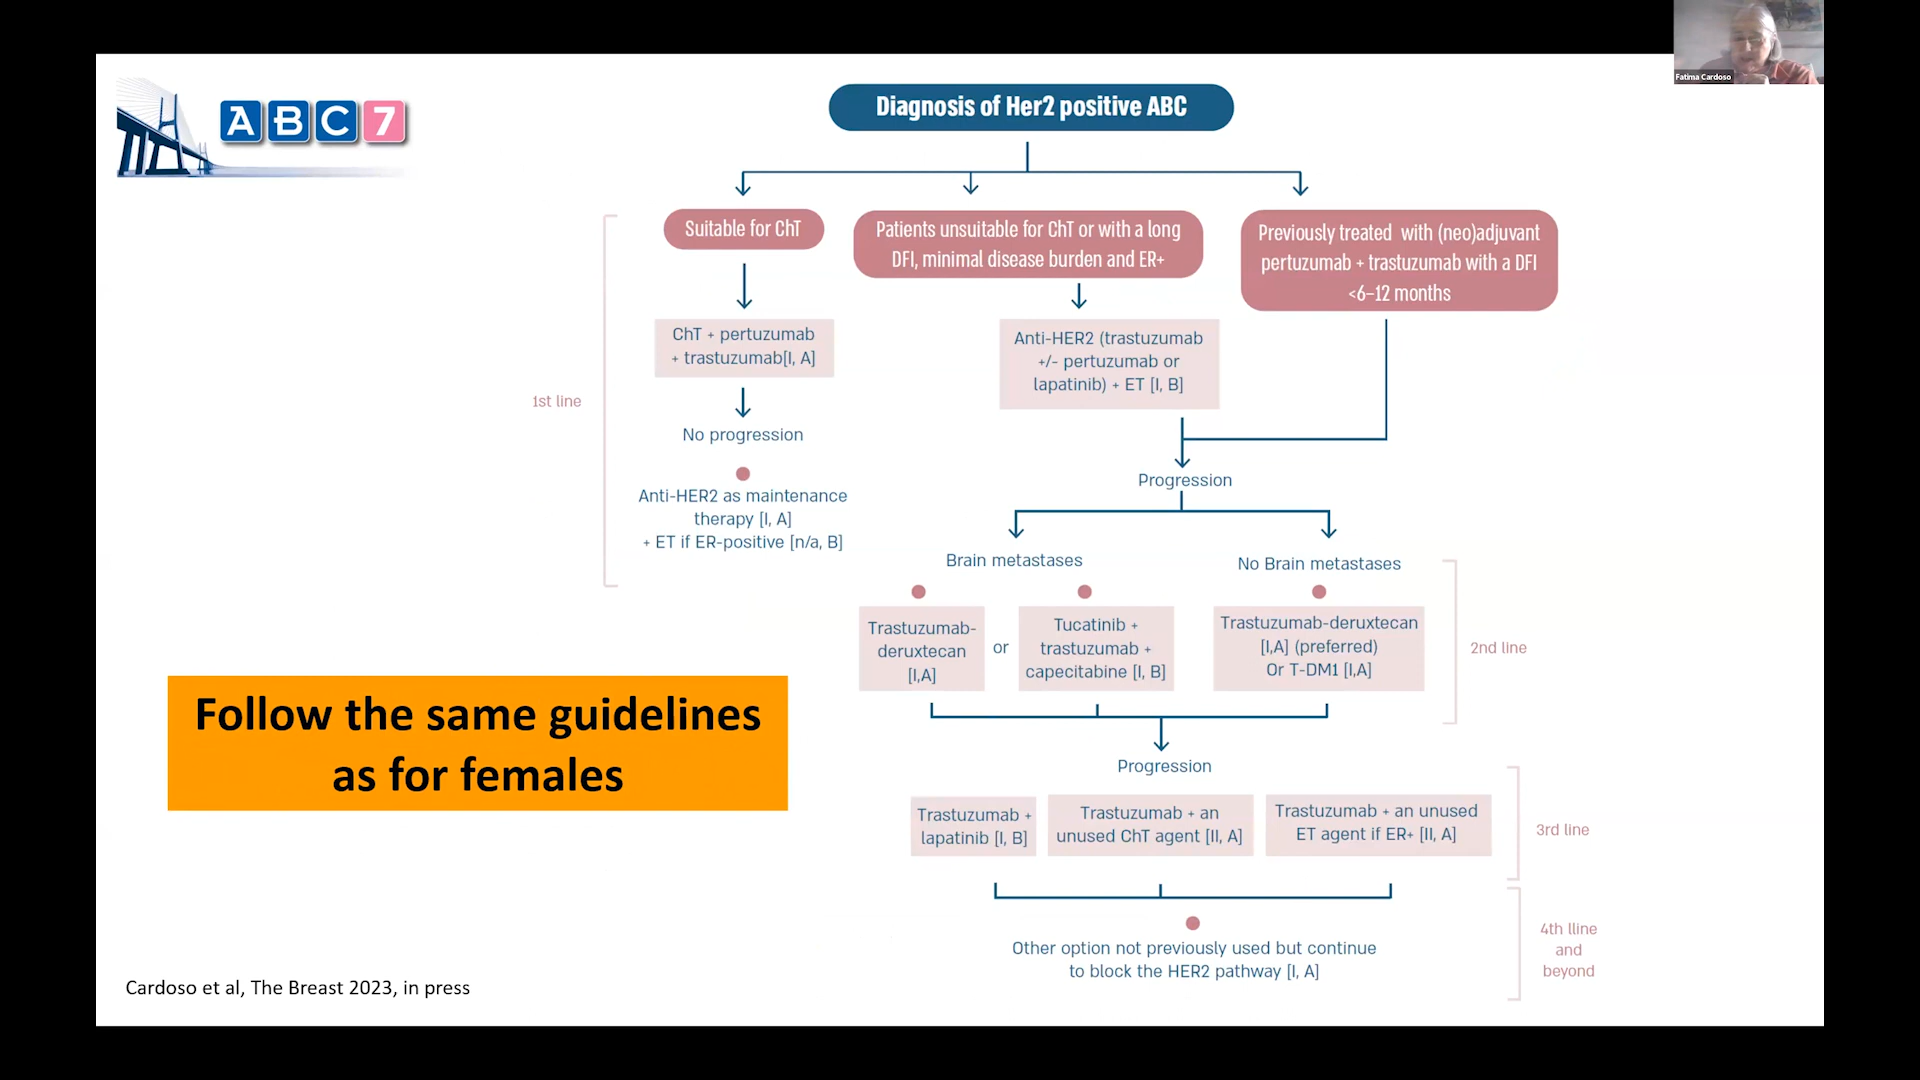 Fatima Cardoso
ABC7
Diagnosis of Her2 positive ABC
Suitable for ChT
Patients unsuitable for ChT or with a long
DFI, minimal disease burden and ER+
Previously treated with (neo)adjuvant
pertuzumab + trastuzumab with a DFI
<6–12 months
1st line
ChT + pertuzumab
+ trastuzumab[I, A]
No progression
Anti-HER2 as maintenance
therapy [I, A]
+ ET if ER-positive [n/a, B]
Anti-HER2 (trastuzumab
+/- pertuzumab or
lapatinib) + ET [I, B]
Progression
Brain metastases
No Brain metastases
Trastuzumab-
deruxtecan
[I,A]
or
Tucatinib +
trastuzumab +
capecitabine [I, B]
Trastuzumab-deruxtecan
[I,A] (preferred)
Or T-DM1 [I,A]
2nd line
Follow the same guidelines
as for females
Progression
Trastuzumab +
lapatinib [I, B]
Trastuzumab + an
unused ChT agent [II, A]
Trastuzumab + an unused
ET agent if ER+ [II, A]
3rd line
Other option not previously used but continue
to block the HER2 pathway [I, A]
4th lline
and
beyond
Cardoso et al, The Breast 2023, in press